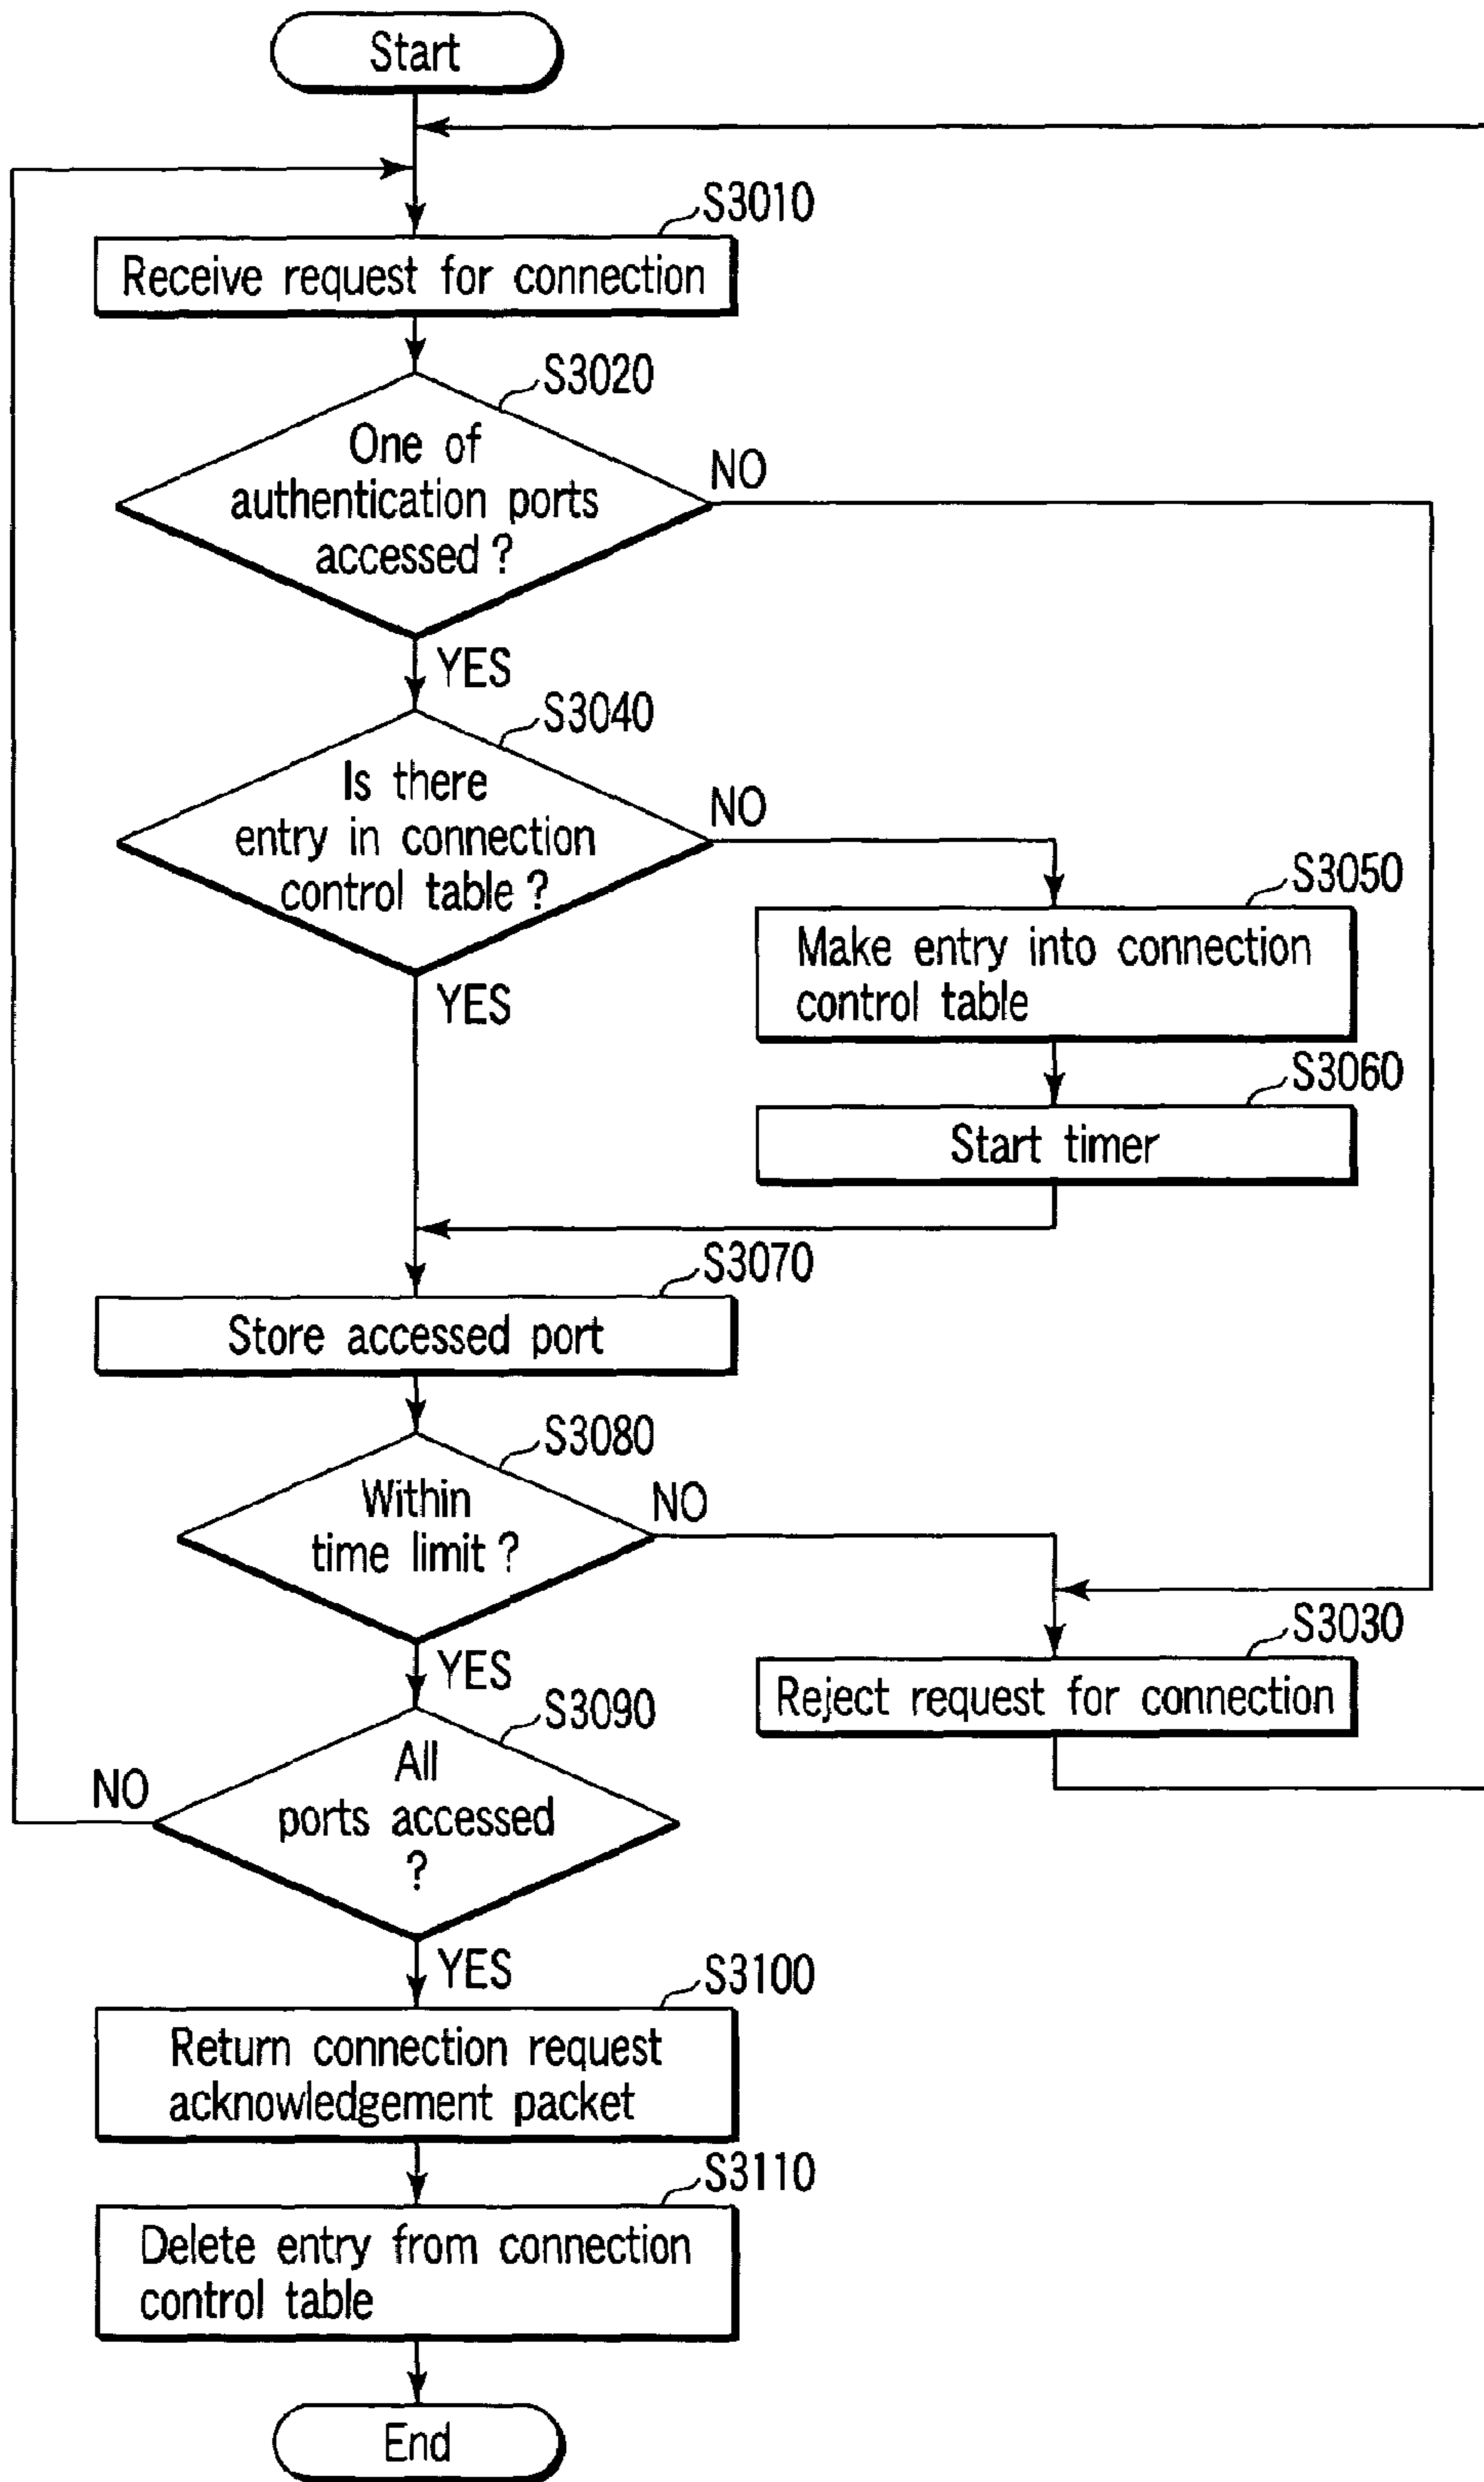 Start
S3010
Receive request for connection
S3020
One of
authentication ports
accessed ?
NO
YES
S3040
Is there
entry in connection
control table ?
NO
YES
S3050
Make entry into connection
control table
S3060
Start timer
S3070
Store accessed port
S3080
Within
time limit ?
NO
YES
S3030
Reject request for connection
S3090
All
ports accessed
?
NO
YES
S3100
Return connection request
acknowledgement packet
S3110
Delete entry from connection
control table
End